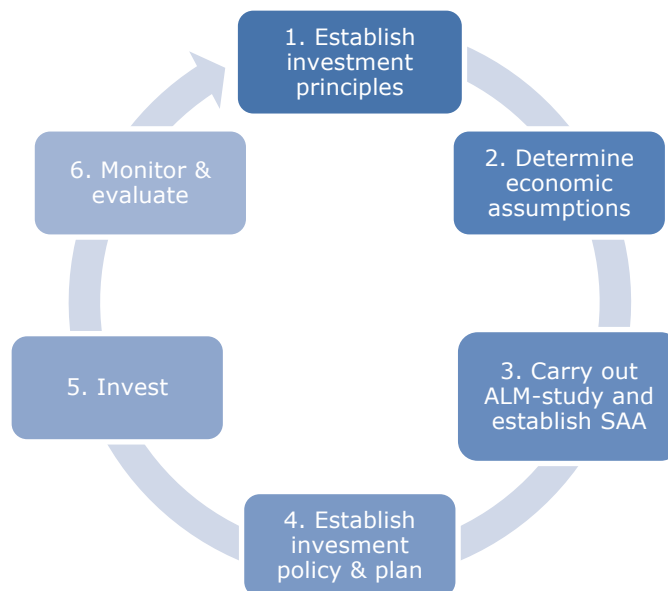 1. Establish
investment
principles
2. Determine
economic
assumptions
3. Carry out
ALM-study and
establish SAA
4. Establish
invesment
policy & plan
5. Invest
6. Monitor &
evaluate